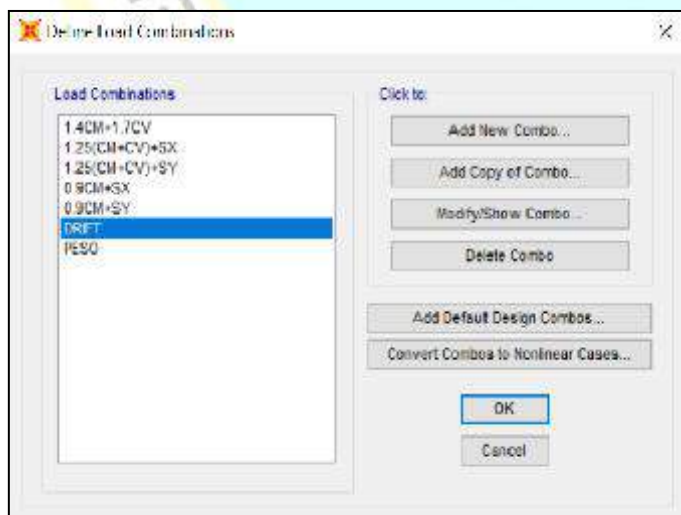 Define Load Combinations
Load Combinations
1.4CM+1.7CV
1.25(CM+CV)+SX
1.25(CM+CV)+SY
0.9CM+SX
0.9CM+SY
DRIFT
PESO
Click to:
Add New Combo...
Add Copy of Combo...
Modify/Show Combo...
Delete Combo
Add Default Design Combos...
Convert Combos to Nonlinear Cases...
OK
Cancel